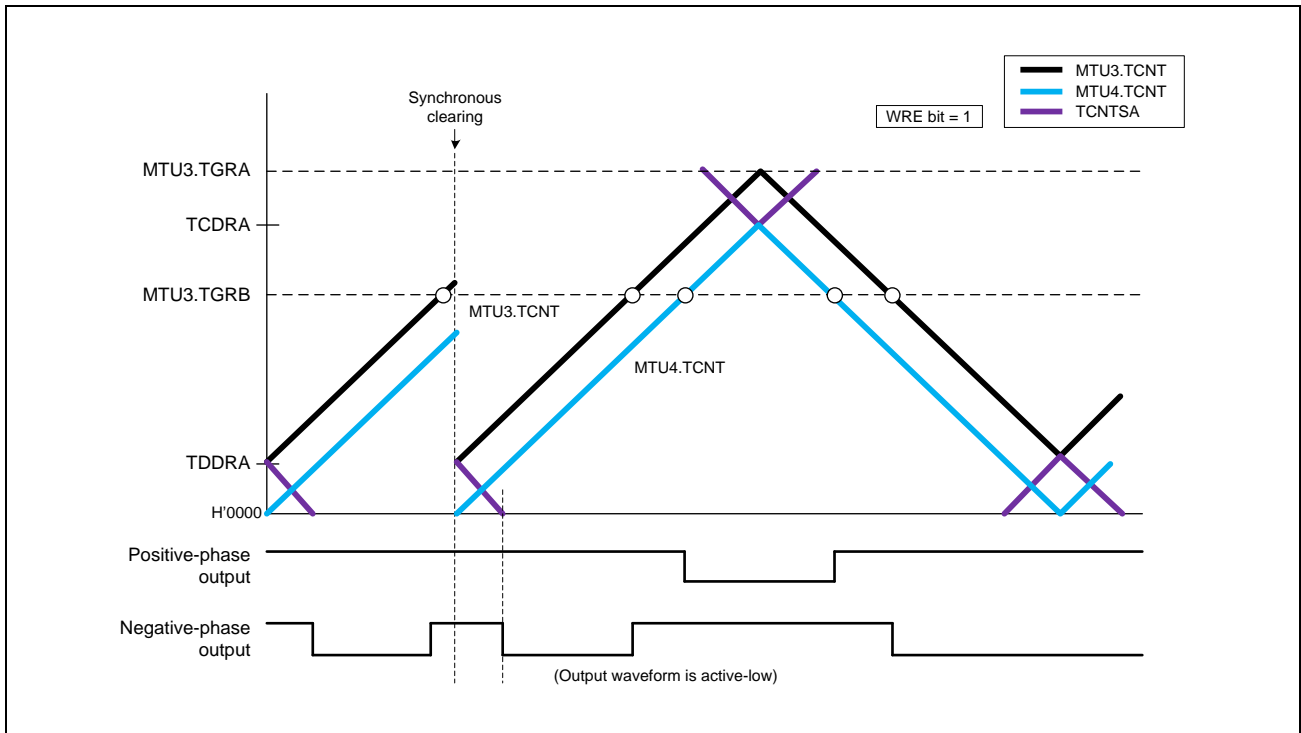 MTU3.TCNT
MTU4.TCNT
TCNTSA
Synchronous
clearing
WRE bit = 1
MTU3.TGRA
TCDRA
MTU3.TGRB
MTU3.TCNT
MTU4.TCNT
TDDRA
H'0000
Positive-phase
output
Negative-phase
output
(Output waveform is active-low)